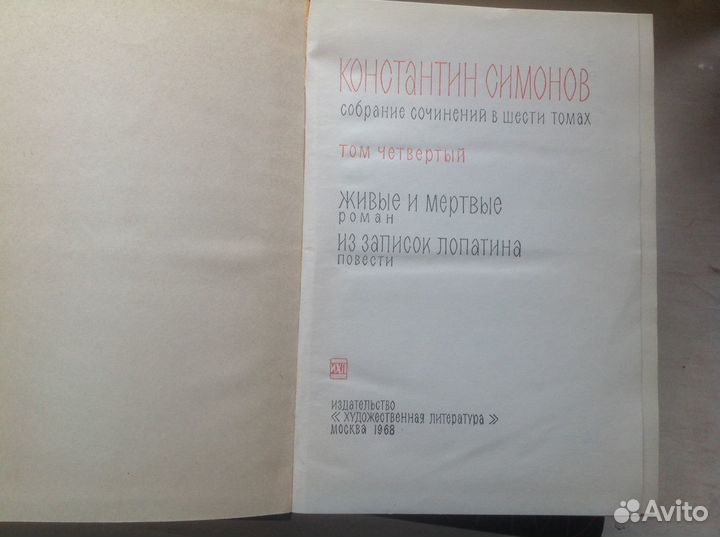 КОНСТАНТИН СИМОНОВ
СОБРАНИЕ СОЧИНЕНИЙ В ШЕСТИ ТОМАХ
ТОМ ЧЕТВЕРТЫЙ
ЖИВЫЕ И МЕРТВЫЕ
РОМАН
ИЗ ЗАПИСОК ЛОПАТИНА
ПОВЕСТИ
ИЗДАТЕЛЬСТВО
«ХУДОЖЕСТВЕННАЯ ЛИТЕРАТУРА»
МОСКВА 1968
Avito